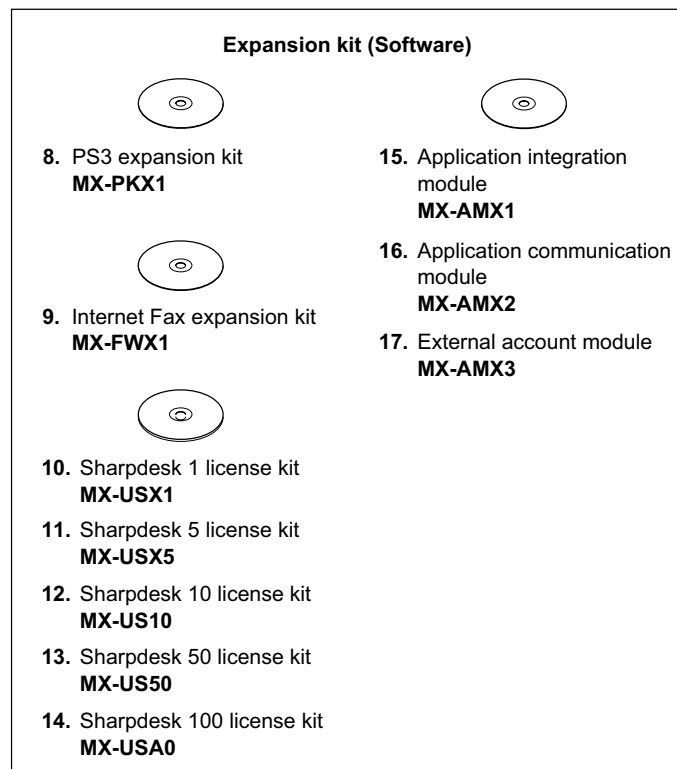 Expansion kit (Software)
8. PS3 expansion kit
MX-PKX1
9. Internet Fax expansion kit
MX-FWX1
10. Sharpdesk 1 license kit
MX-USX1
11. Sharpdesk 5 license kit
MX-USX5
12. Sharpdesk 10 license kit
MX-US10
13. Sharpdesk 50 license kit
MX-US50
14. Sharpdesk 100 license kit
MX-USA0
15. Application integration
module
MX-AMX1
16. Application communication
module
MX-AMX2
17. External account module
MX-AMX3